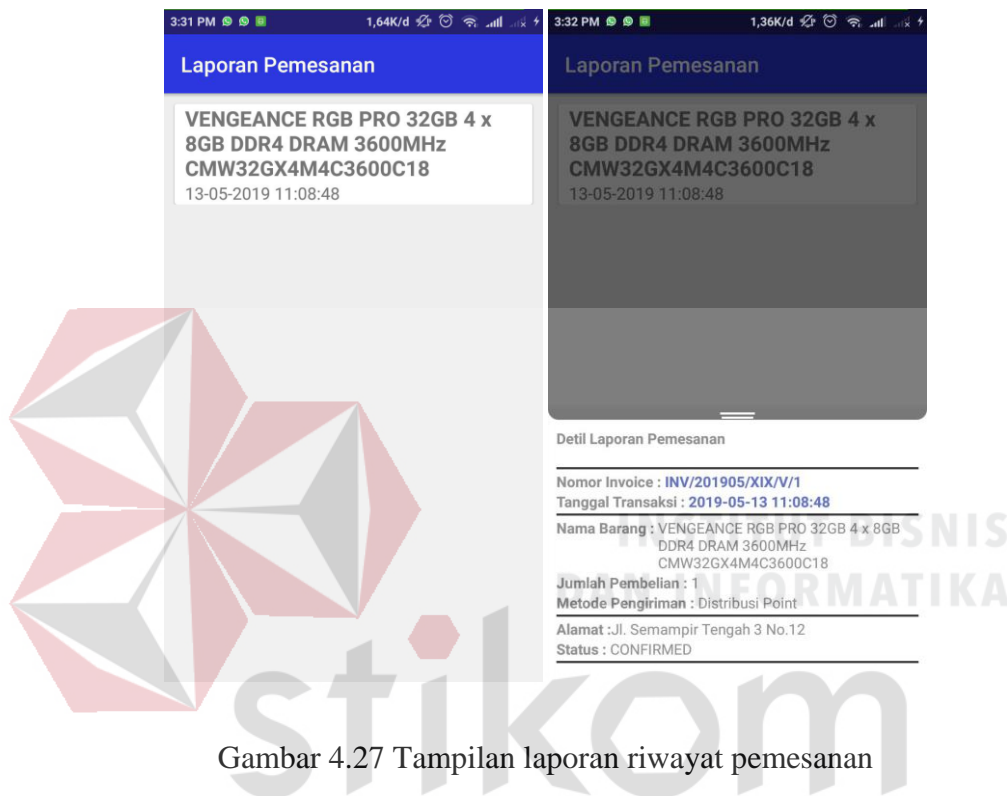 3:31 PM
1,64K/d
Laporan Pemesanan
VENGEANCE RGB PRO 32GB 4 x
8GB DDR4 DRAM 3600MHz
CMW32GX4M4C3600C18
13-05-2019 11:08:48
3:32 PM
1,36K/d
Laporan Pemesanan
VENGEANCE RGB PRO 32GB 4 x
8GB DDR4 DRAM 3600MHz
CMW32GX4M4C3600C18
13-05-2019 11:08:48
Detil Laporan Pemesanan
Nomor Invoice : INV/201905/XIX/V/1
Tanggal Transaksi : 2019-05-13 11:08:48
Nama Barang : VENGEANCE RGB PRO 32GB 4 x 8GB
DDR4 DRAM 3600MHz
CMW32GX4M4C3600C18
Jumlah Pembelian : 1
Metode Pengiriman : Distribusi Point
Alamat :Jl. Semampir Tengah 3 No.12
Status : CONFIRMED
INSTITUT BISNIS
DAN INFORMATIKA
stikom
Gambar 4.27 Tampilan laporan riwayat pemesanan